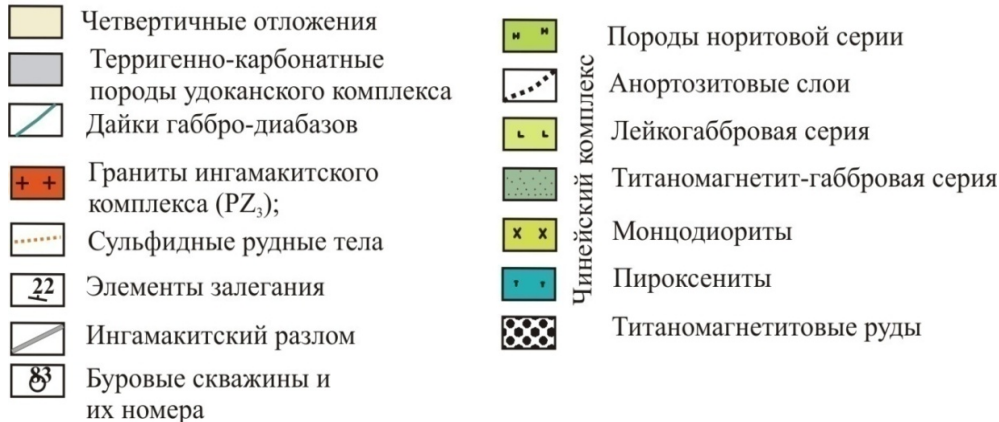 Четвертичные отложения
Терригенно-карбонатные
породы удоканского комплекса
Дайки габбро-диабазов
Граниты ингамакитского
комплекса (PZ₃);
Сульфидные рудные тела
22
Элементы залегания
Ингамакитский разлом
83
Буровые скважины и
их номера
Чинейский комплекс
Породы норитовой серии
Анортозитовые слои
Лейкогаббровая серия
Титаномагнетит-габбровая серия
Монцодиориты
Пироксениты
Титаномагнетитовые руды